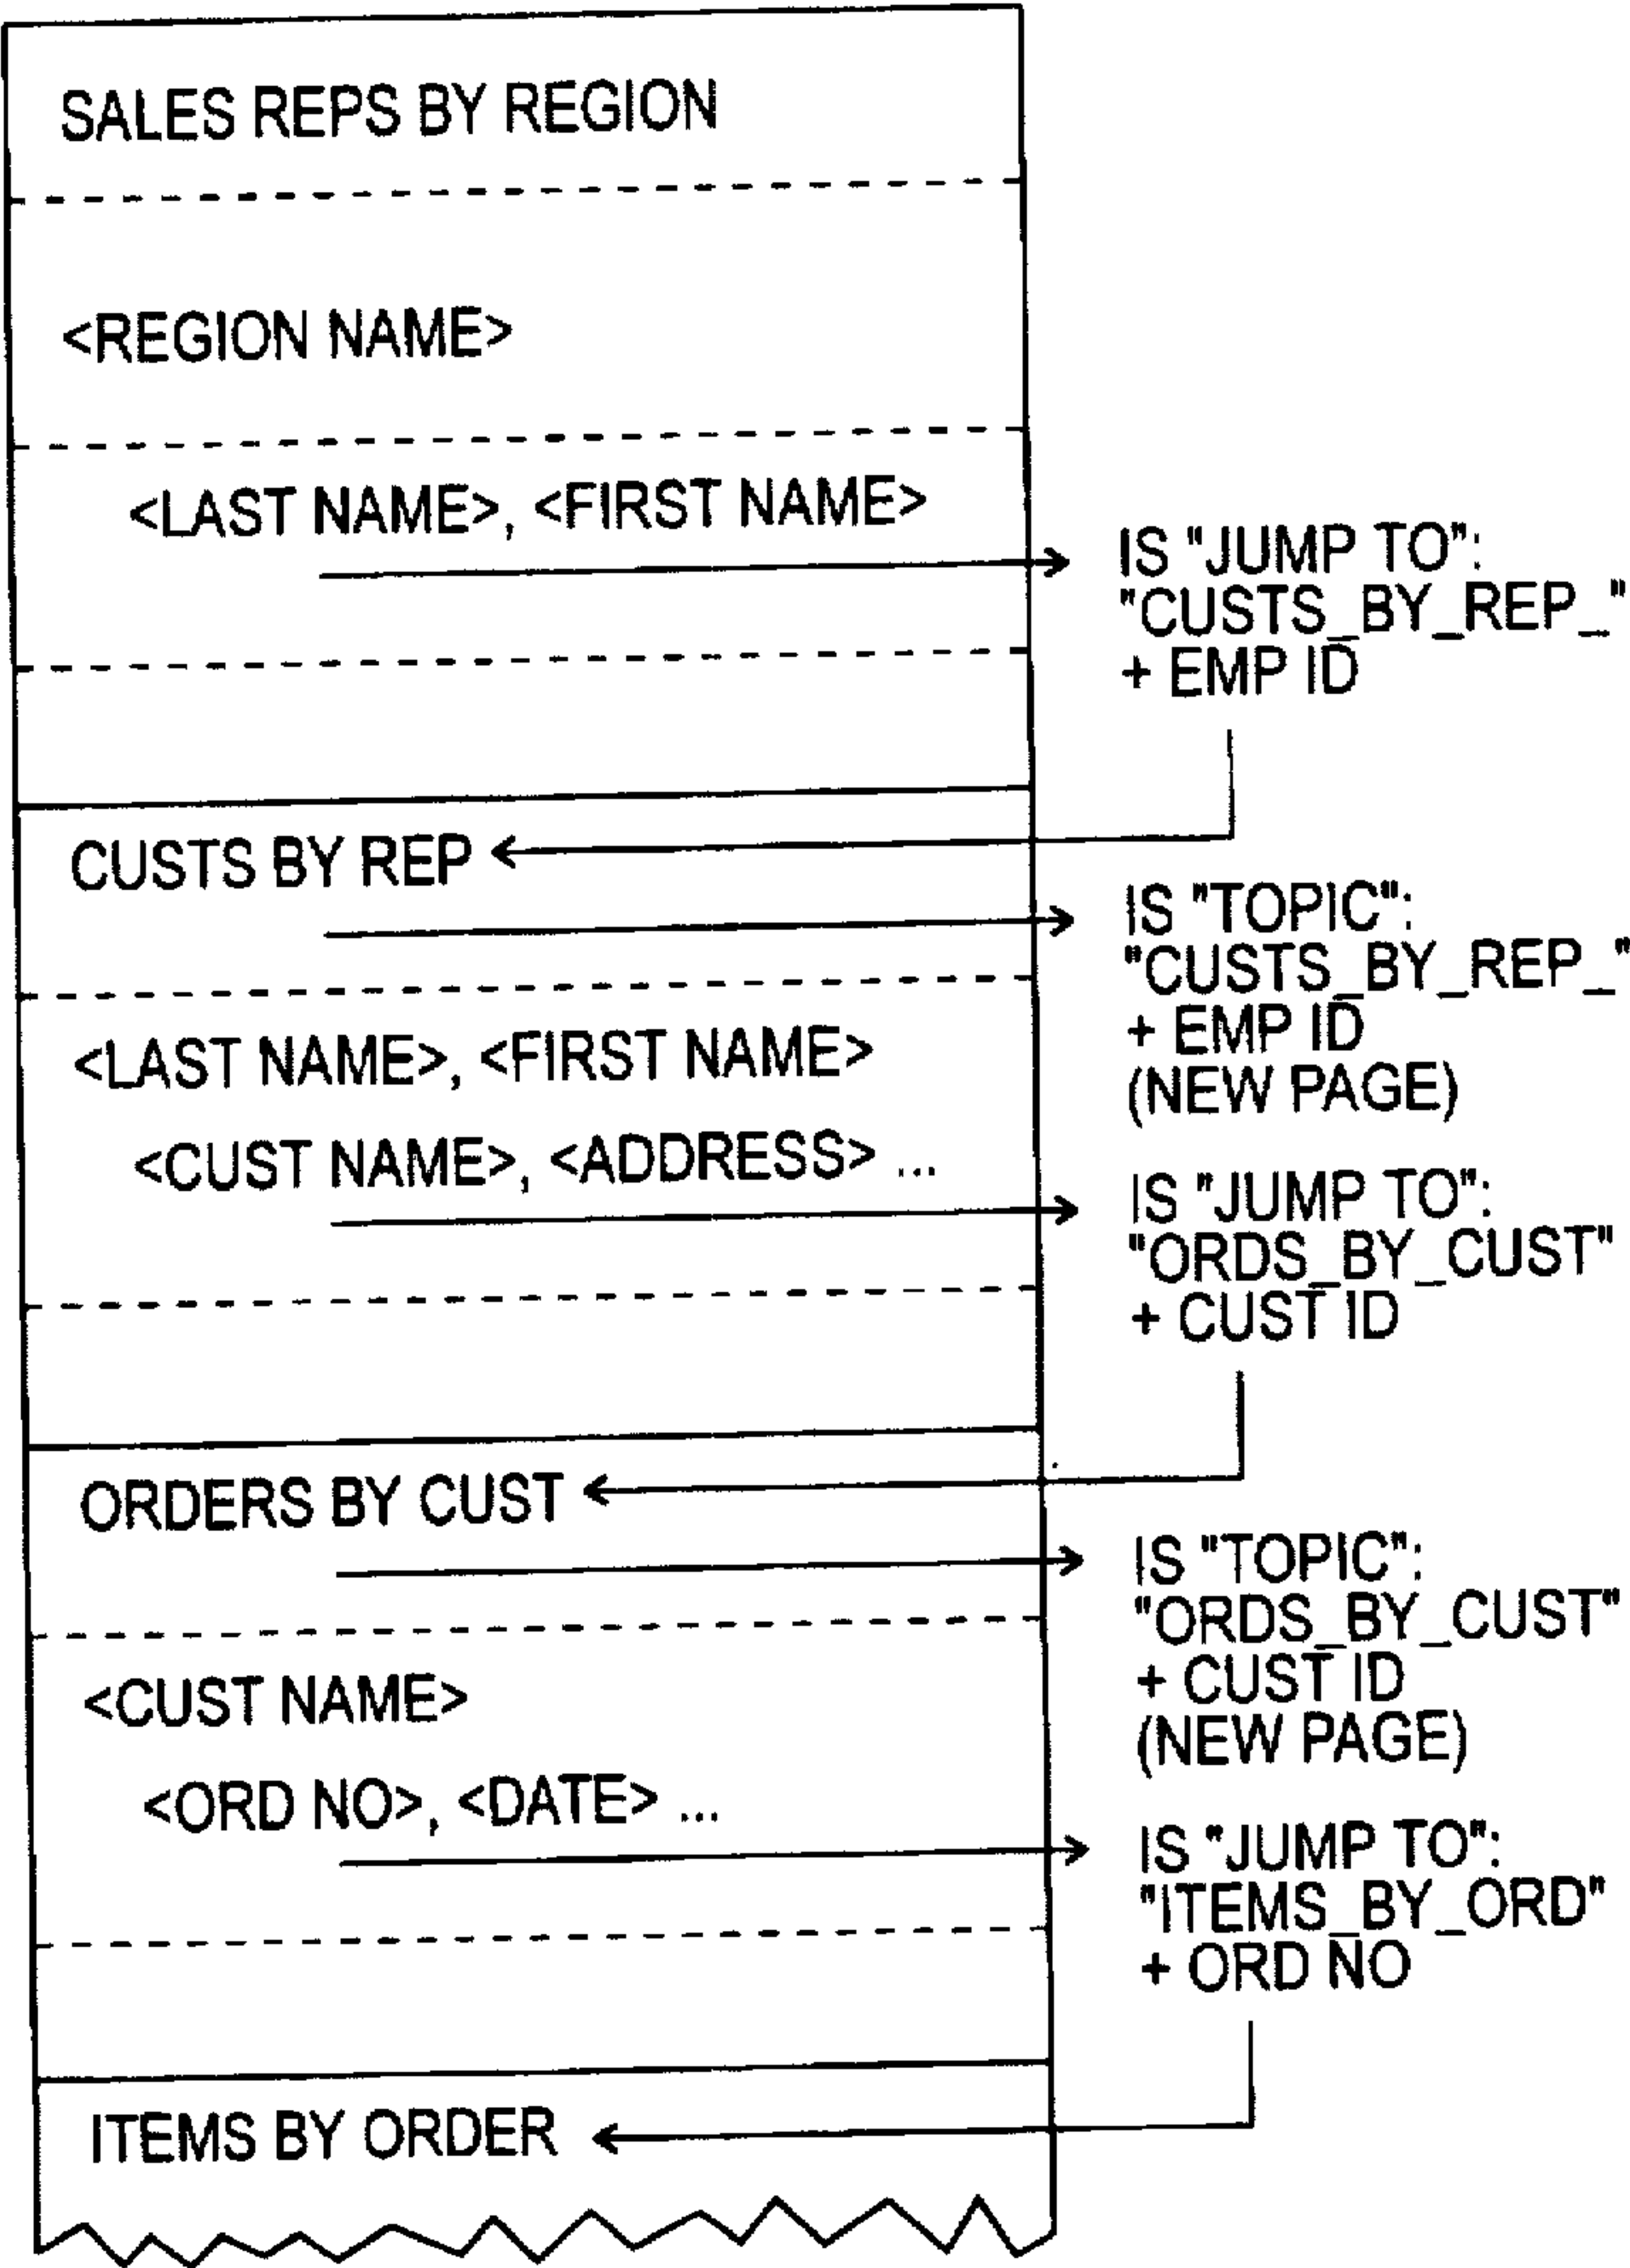 SALES REPS BY REGION
<REGION NAME>
<LAST NAME>, <FIRST NAME>
IS "JUMP TO":
"CUSTS_BY_REP_"
+ EMP ID
CUSTS BY REP
IS "TOPIC":
"CUSTS_BY_REP_"
+ EMP ID
(NEW PAGE)
<LAST NAME>, <FIRST NAME>
<CUST NAME>, <ADDRESS> ...
IS "JUMP TO":
"ORDS_BY_CUST"
+ CUST ID
ORDERS BY CUST
IS "TOPIC":
"ORDS_BY_CUST"
+ CUST ID
(NEW PAGE)
<CUST NAME>
<ORD NO>, <DATE> ...
IS "JUMP TO":
"ITEMS_BY_ORD"
+ ORD NO
ITEMS BY ORDER